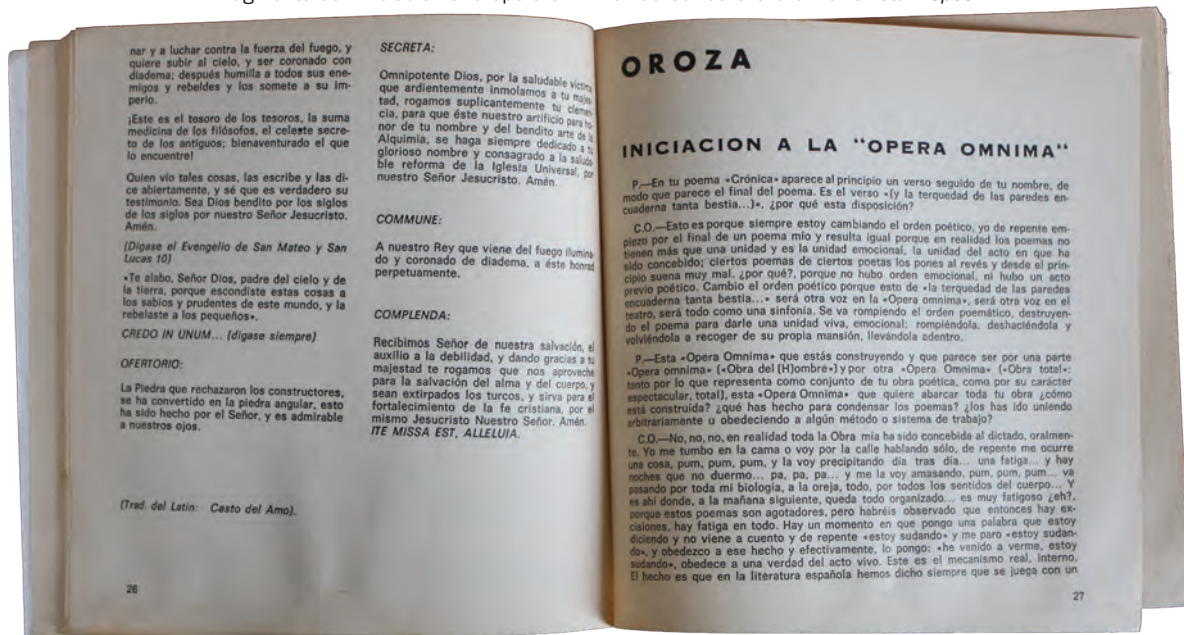 nar y a luchar contra la fuerza del fuego, y
quiere subir al cielo, y ser coronado con
diadema; después humilla a todos sus ene-
migos y rebeldes y los somete a su im-
perio.
¡Este es el tesoro de los tesoros, la suma
medicina de los filósofos, el celeste secre-
to de los antiguos; bienaventurado el que
lo encuentre!
Quien vio tales cosas, las escribe y las di-
ce abiertamente, y sé que es verdadero su
testimonio. Sea Dios bendito por los siglos
de los siglos por nuestro Señor Jesucristo.
Amén.
(Dígase el Evengelio de San Mateo y San
Lucas 10)
«Te alabo, Señor Dios, padre del cielo y de
la tierra, porque escondiste estas cosas a
los sabios y prudentes de este mundo, y la
rebelaste a los pequeños».
CREDO IN UNUM... (dígase siempre)
OFERTORIO:
La Piedra que rechazaron los constructores,
se ha convertido en la piedra angular, esto
ha sido hecho por el Señor, y es admirable
a nuestros ojos.
(Trad. del Latín: Casto del Amo).
26
SECRETA:
Omnipotente Dios, por la saludable víctima
que ardientemente inmolamos a tu majes-
tad, rogamos suplicantemente tu clemen-
cia, para que éste nuestro artificio para ho-
nor de tu nombre y del bendito arte de la
Alquimia, se haga siempre dedicado a tu
glorioso nombre y consagrado a la saluda-
ble reforma de la Iglesia Universal, por
nuestro Señor Jesucristo. Amén.
COMMUNE:
A nuestro Rey que viene del fuego ilumina-
do y coronado de diadema, a éste honrad
perpetuamente.
COMPLENDA:
Recibimos Señor de nuestra salvación, el
auxilio a la debilidad, y dando gracias a tu
majestad te rogamos que nos aproveche
para la salvación del alma y del cuerpo, y
sean extirpados los turcos, y sirva para el
fortalecimiento de la fe cristiana, por el
mismo Jesucristo Nuestro Señor. Amén.
ITE MISSA EST, ALLELUIA.
OROZA
INICIACION A LA "OPERA OMNIMA"
P.—En tu poema «Crónica» aparece al principio un verso seguido de tu nombre, de
modo que parece el final del poema. Es el verso «(y la terquedad de las paredes en-
cuaderna tanta bestia...)». ¿por qué esta disposición?
C.O.—Esto es porque siempre estoy cambiando el orden poético, yo de repente em-
piezo por el final de un poema mío y resulta igual porque en realidad los poemas no
tienen más que una unidad y es la unidad emocional, la unidad del acto en que ha
sido concebido; ciertos poemas de ciertos poetas los pones al revés y desde el prin-
cipio suena muy mal, ¿por qué?, porque no hubo orden emocional, ni hubo un acto
previo poético. Cambio el orden poético porque esto de «la terquedad de las paredes
encuaderna tanta bestia...» será otra voz en la «Opera omnima», será otra voz en el
teatro, será todo como una sinfonía. Se va rompiendo el orden poemático, destruyen-
do el poema para darle una unidad viva, emocional; rompiéndola, deshaciéndola y
volviéndola a recoger de su propia mansión, llevándola adentro.
P.—Esta «Opera Omnima» que estás construyendo y que parece ser por una parte
«Opera omnima» («Obra del (H)ombre») y por otra «Opera Omnima» («Obra total»:
tanto por lo que representa como conjunto de tu obra poética, como por su carácter
espectacular, total), esta «Opera Omnima» que quiere abarcar toda tu obra ¿cómo
está construída? ¿qué has hecho para condensar los poemas? ¿los has ido uniendo
arbitrariamente u obedeciendo a algún método o sistema de trabajo?
C.O.—No, no, no, en realidad toda la Obra mía ha sido concebida al dictado, oralmen-
te. Yo me tumbo en la cama o voy por la calle hablando sólo, de repente me ocurre
una cosa, pum, pum, pum, y la voy precipitando día tras día... una fatiga... y hay
noches que no duermo... pa, pa, pa... y me la voy amasando, pum, pum, pum... va
pasando por toda mi biología, a la oreja, todo, por todos los sentidos del cuerpo... Y
es ahí donde, a la mañana siguiente, queda todo organizado... es muy fatigoso ¿eh?,
porque estos poemas son agotadores, pero habréis observado que entonces hay ex-
cisiones, hay fatiga en todo. Hay un momento en que pongo una palabra que estoy
diciendo y no viene a cuento y de repente «estoy sudando» y me paro «estoy sudan-
do», y obedezco a ese hecho y efectivamente, lo pongo: «he venido a verme, estoy
sudando», obedece a una verdad del acto vivo. Este es el mecanismo real, interno.
El hecho es que en la literatura española hemos dicho siempre que se juega con un
27